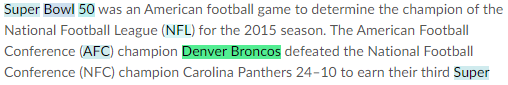 Super Bowl 50 was an American football game to determine the champion of the
National Football League (NFL) for the 2015 season. The American Football
Conference (AFC) champion Denver Broncos defeated the National Football
Conference (NFC) champion Carolina Panthers 24–10 to earn their third Super